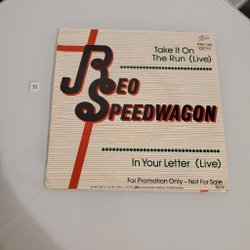 Take It On
The Run (Live)
REO
SPEEDWAGON
In Your Letter (Live)
For Promotion Only - Not For Sale